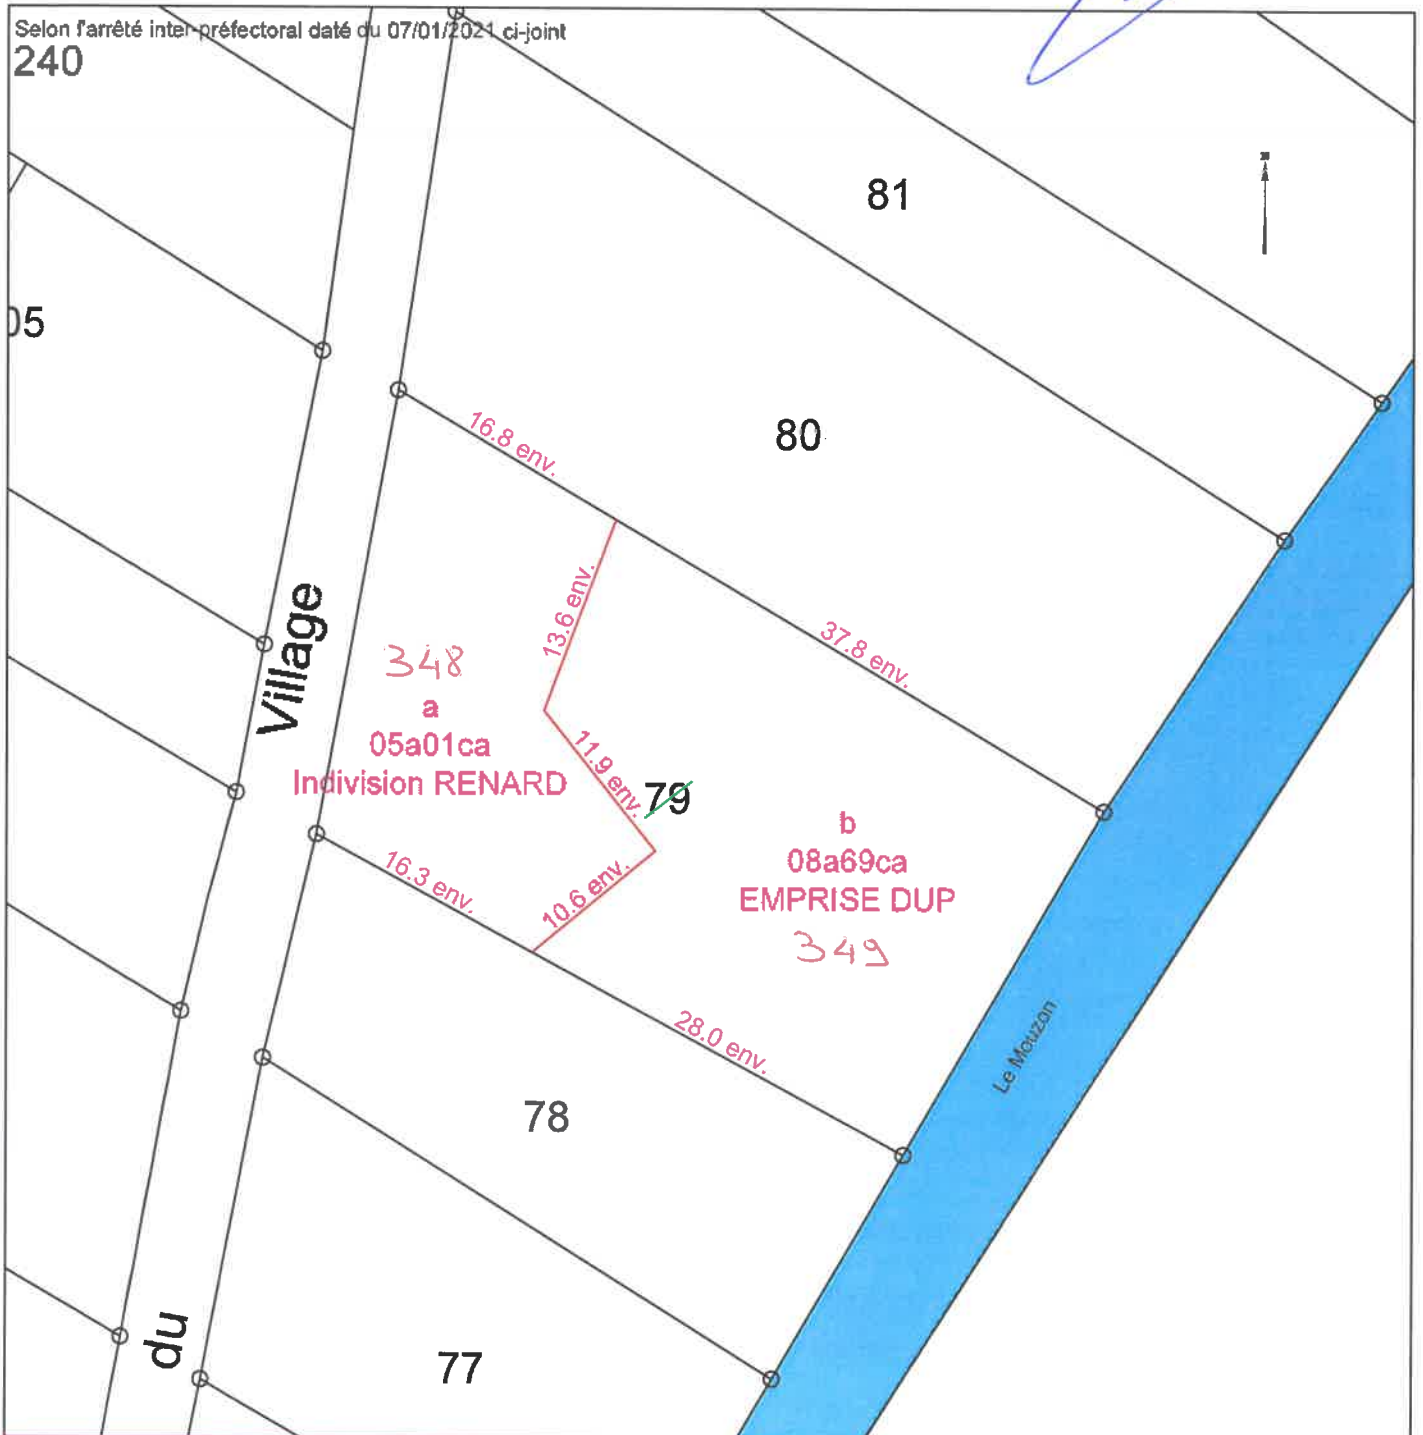 Selon l'arrêté inter-préfectoral daté du 07/01/2021 ci-joint
240
81
05
80
16.8 env.
13.6 env.
37.8 env.
Village
348
a
05a01ca
Indivision RENARD
11.9 env.
79
b
08a69ca
EMPRISE DUP
349
16.3 env.
10.6 env.
28.0 env.
Le Mouzon
78
du
77